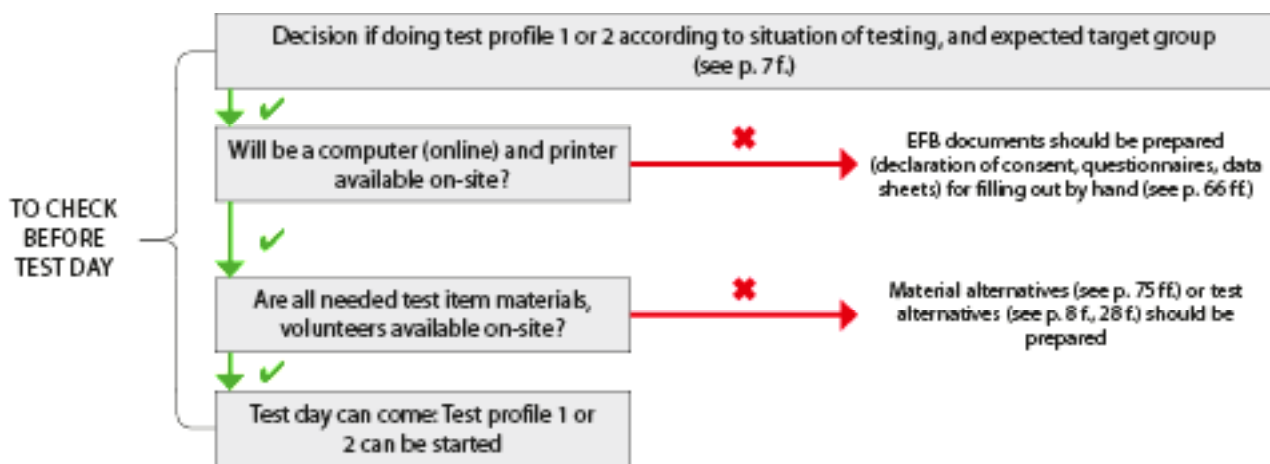 Decision if doing test profile 1 or 2 according to situation of testing, and expected target group
(see p. 7 f.)
Will be a computer (online) and printer
available on-site?
EFB documents should be prepared
(declaration of consent, questionnaires, data
sheets) for filling out by hand (see p. 66 ff.)
TO CHECK
BEFORE
TEST DAY
Are all needed test item materials,
volunteers available on-site?
Material alternatives (see p. 75 ff.) or test
alternatives (see p. 8 f., 28 f.) should be
prepared
Test day can come: Test profile 1 or
2 can be started